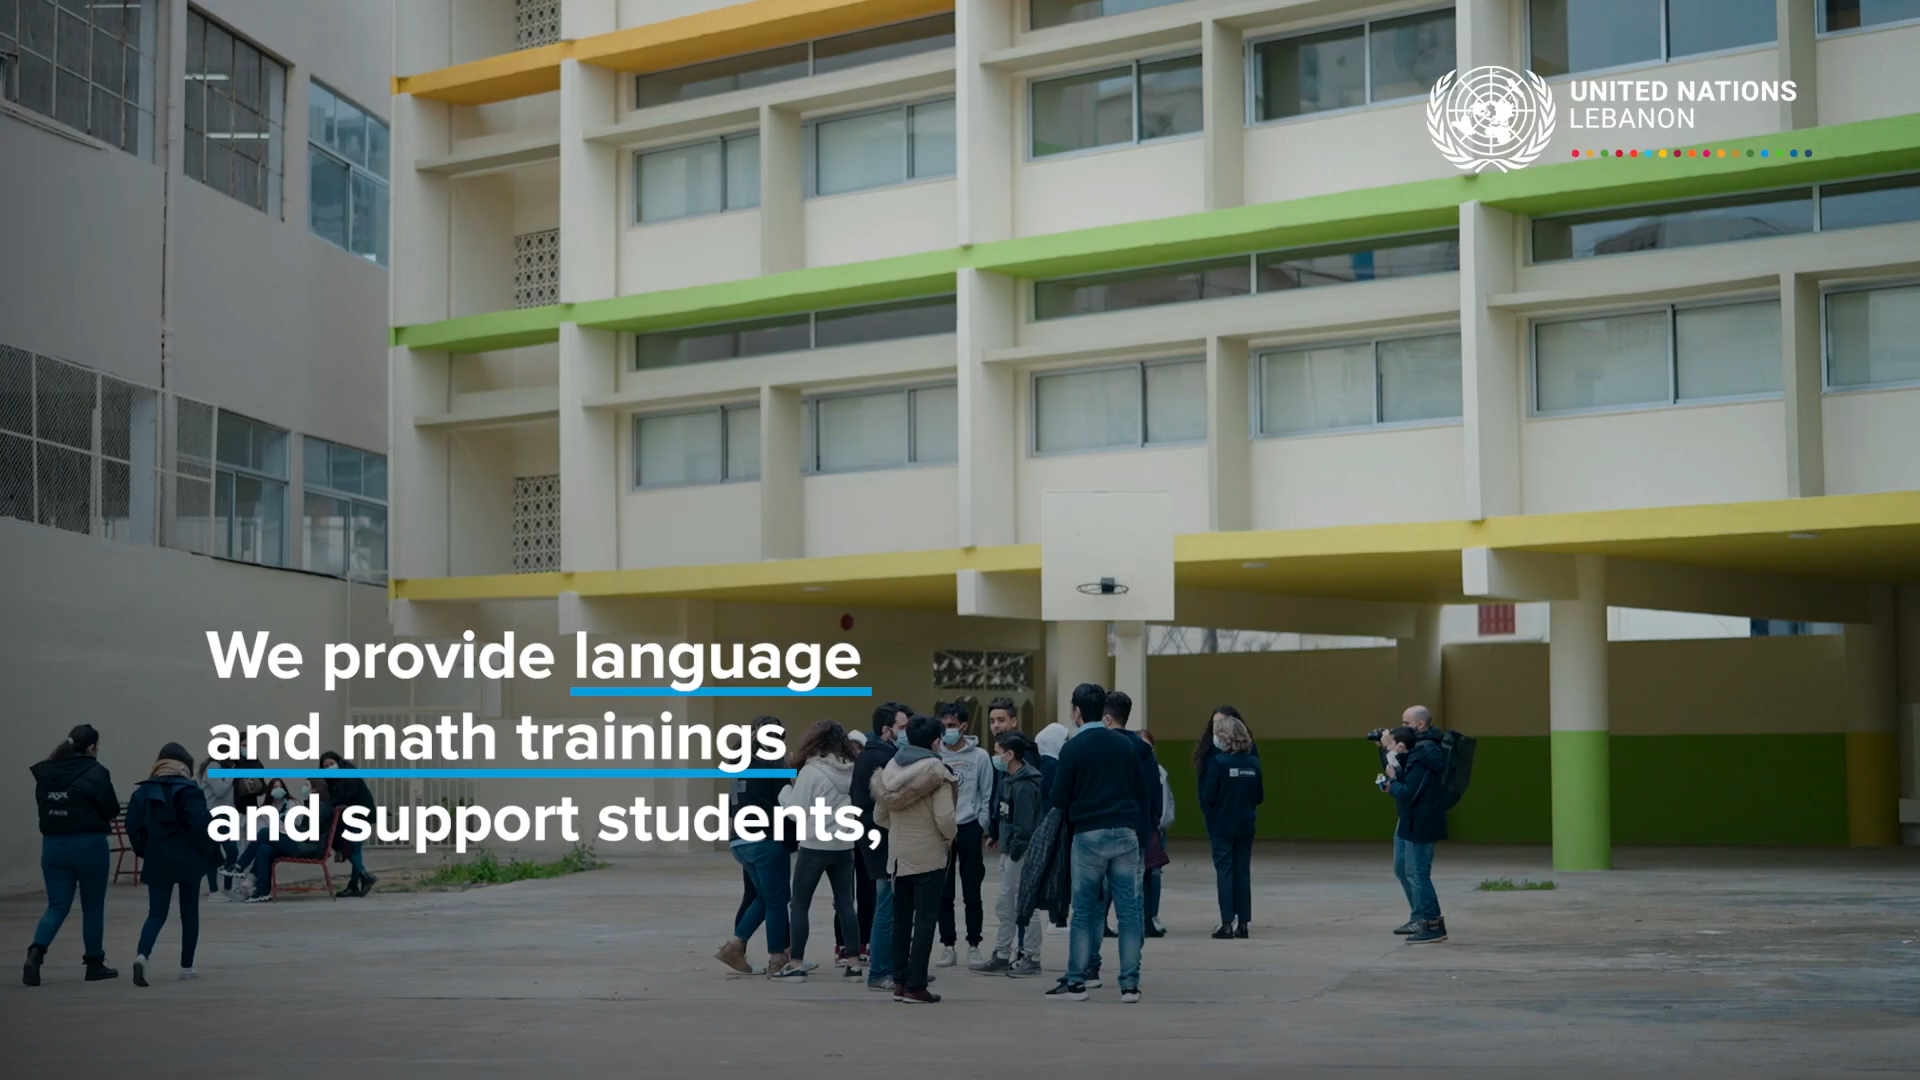 UNITED NATIONS
LEBANON
We provide language
and math trainings
and support students,